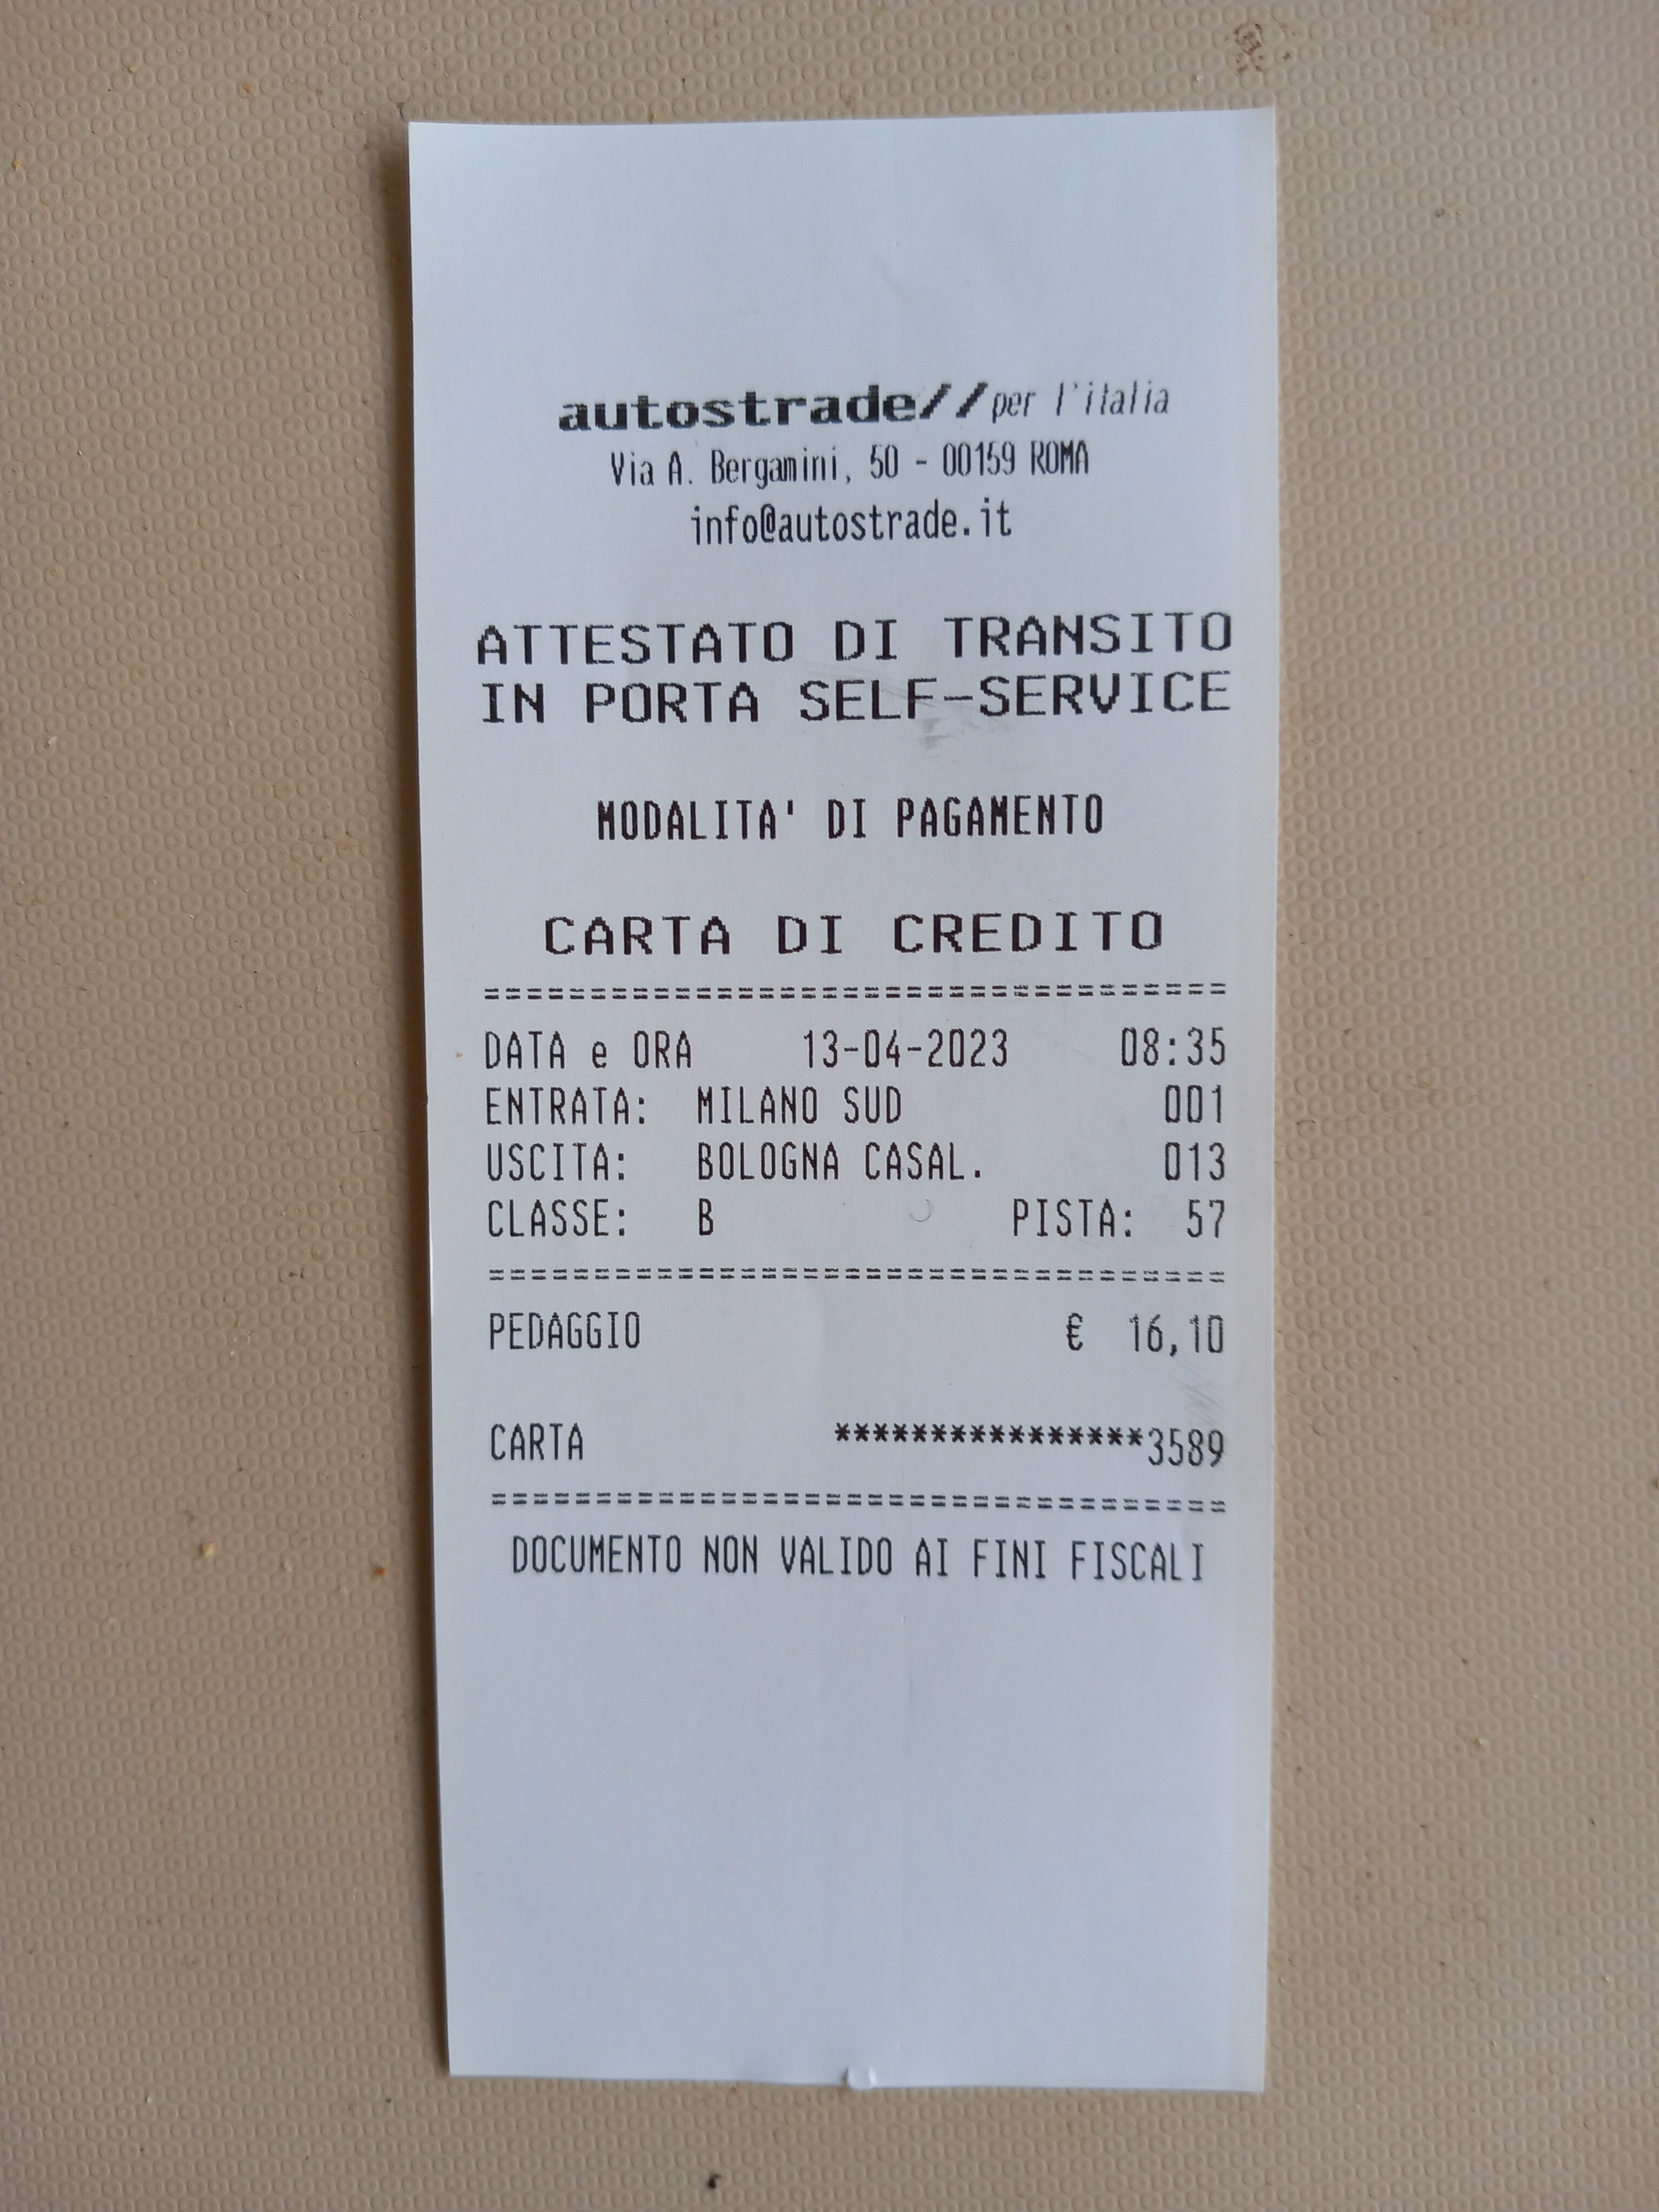 autostrade//per l'italia
Via A. Bergamini, 50 - 00159 ROMA
info@autostrade.it
ATTESTATO DI TRANSITO
IN PORTA SELF-SERVICE
MODALITA' DI PAGAMENTO
CARTA DI CREDITO
===================================
DATA e ORA 13-04-2023 08:35
ENTRATA: MILANO SUD 001
USCITA: BOLOGNA CASAL. 013
CLASSE: B PISTA: 57
===================================
PEDAGGIO € 16,10
CARTA ****************3589
===================================
DOCUMENTO NON VALIDO AI FINI FISCALI